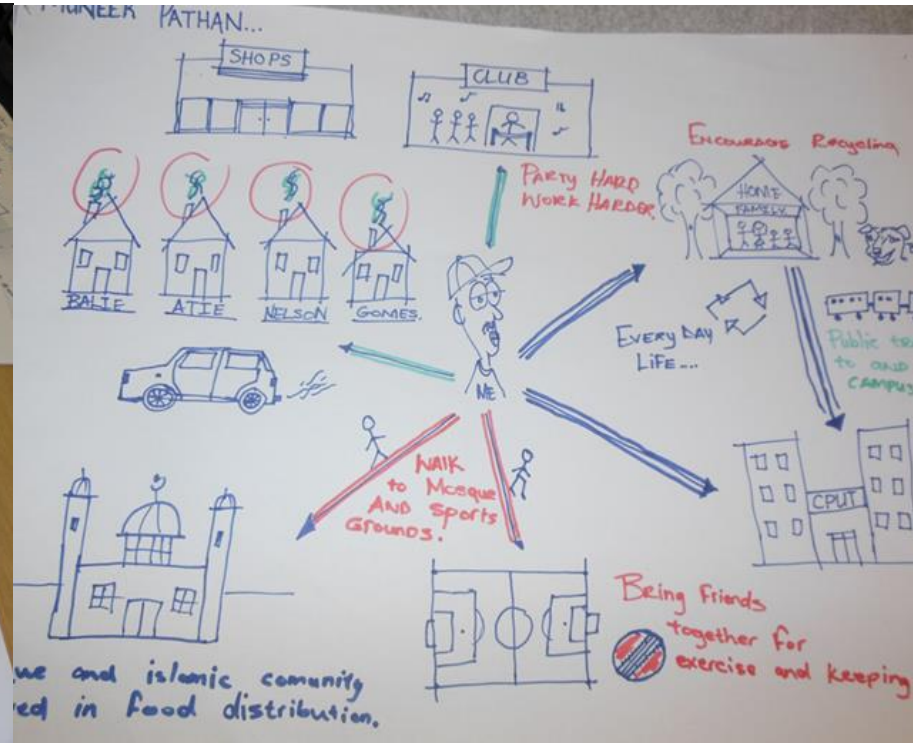 MUNEER PATHAN...
SHOPS
CLUB
PARTY HARD
WORK HARDER
ENCOURAGES Recycling
HOME
FAMILY
BALIE
ATIE
NELSON
GOMES.
EVERY DAY
LIFE...
Public
to and
CAMPUS
ME
WALK
to Mosque
AND Sports
Grounds.
CPUT
Being Friends
together for
exercise and keeping
and islamic comunity
in food distribution.